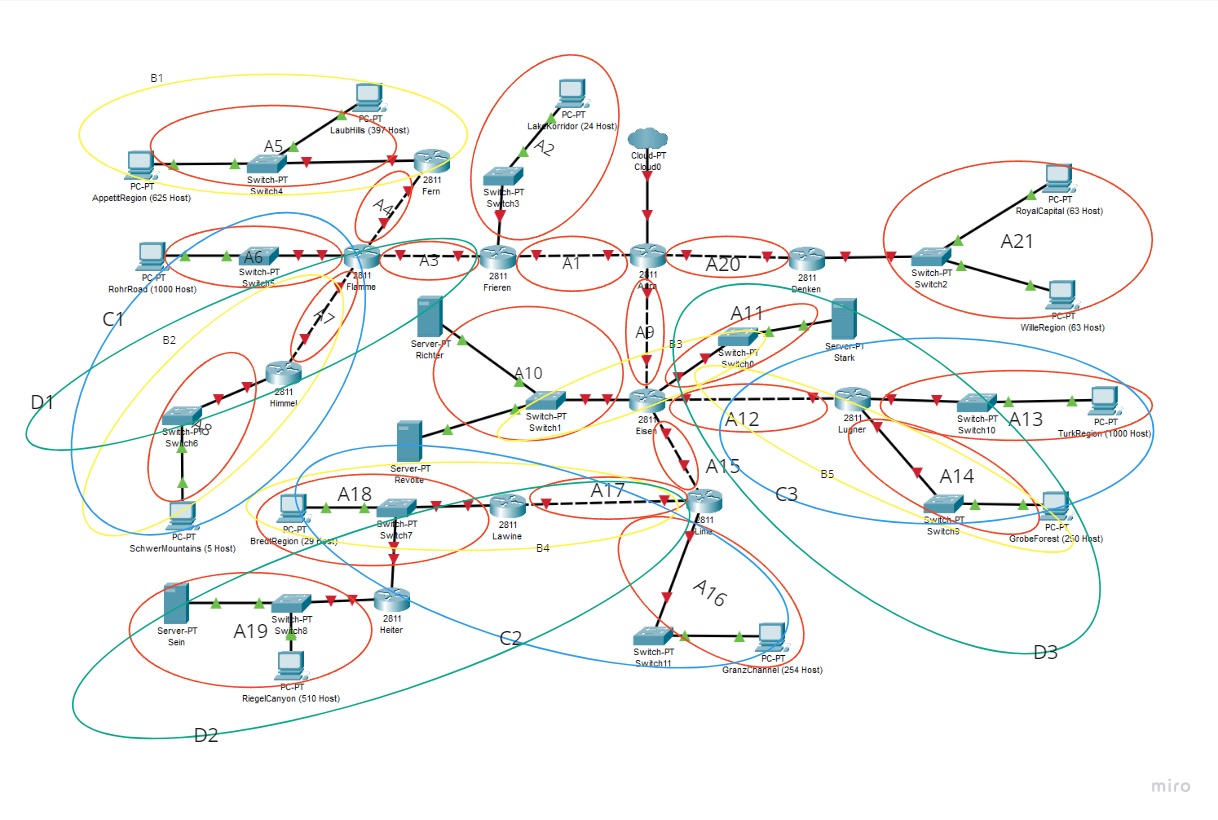 B1
PC-PT
LaubHills (397 Host)
A5
Switch-PT
Switch4
PC-PT
AppetitRegion (625 Host)
2811
Fern
A4
PC-PT
LakeKorridor (24 Host)
A2
Switch-PT
Switch3
Cloud-PT
Cloud0
PC-PT
RoyalCapital (63 Host)
A21
Switch-PT
Switch2
PC-PT
WilleRegion (63 Host)
A6
Switch-PT
Switch5
PC-PT
RohrRoad (1000 Host)
2811
Flamme
A3
2811
Frieren
A1
2811
Aura
A20
2811
Denken
C1
A7
B2
D1
2811
Himmel
Switch-PT
Switch6
A8
PC-PT
SchwerMountains (5 Host)
Server-PT
Richter
A10
Switch-PT
Switch1
Server-PT
Revolte
A9
B3
A11
Switch-PT
Switch0
Server-PT
Stark
2811
Eisen
A12
2811
Lugner
Switch-PT
Switch10
A13
PC-PT
TurkRegion (1000 Host)
A14
B5
Switch-PT
Switch9
PC-PT
GrobeForest (250 Host)
A15
C3
A18
PC-PT
BredtRegion (29 Host)
Switch-PT
Switch7
2811
Lawine
A17
B4
2811
Linie
A16
Switch-PT
Switch11
PC-PT
GranzChannel (254 Host)
Server-PT
Sein
A19
Switch-PT
Switch8
2811
Heiter
PC-PT
RiegelCanyon (510 Host)
C2
D2
D3
miro